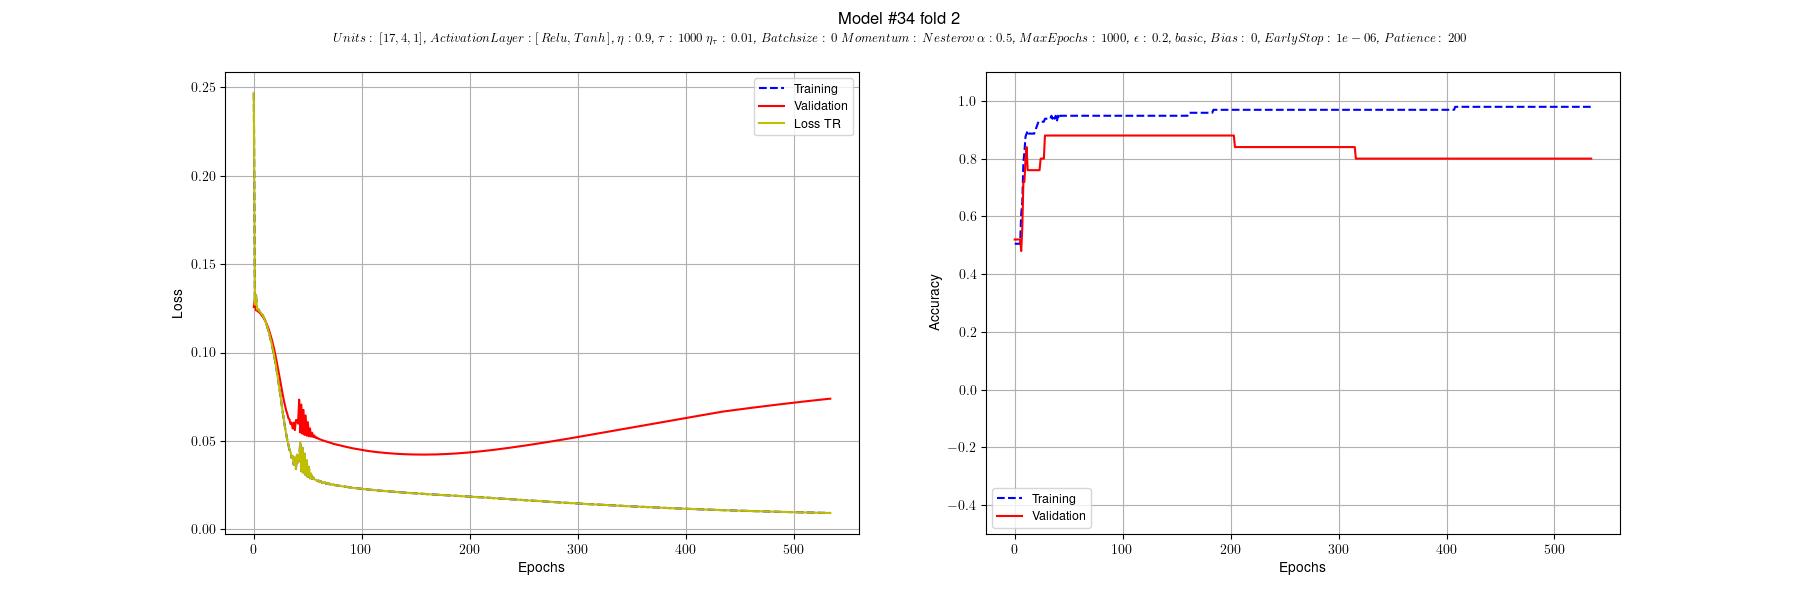 Model #34 fold 2
Units : [17, 4, 1], ActivationLayer : [Relu, Tanh], η : 0.9, τ : 1000 η_τ : 0.01, Batchsize : 0 Momentum : Nesterov α : 0.5, MaxEpochs : 1000, ϵ : 0.2, basic, Bias : 0, EarlyStop : 1e − 06, Patience : 200
0.25
0.20
0.15
0.10
0.05
0.00
Loss
0 100 200 300 400 500
Epochs
Training
Validation
Loss TR
1.0
0.8
0.6
0.4
0.2
0.0
−0.2
−0.4
Accuracy
Training
Validation
0 100 200 300 400 500
Epochs